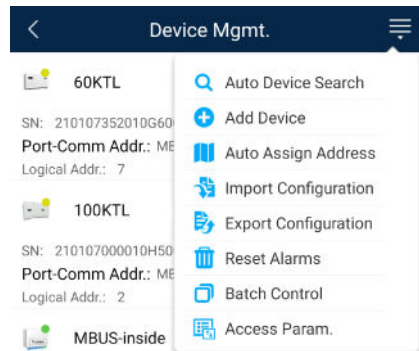 Device Mgmt.
60KTL
SN: 210107352010G60
Port-Comm Addr.: ME
Logical Addr.: 7
100KTL
SN: 210107000010H50
Port-Comm Addr.: ME
Logical Addr.: 2
MBUS-inside
Auto Device Search
Add Device
Auto Assign Address
Import Configuration
Export Configuration
Reset Alarms
Batch Control
Access Param.